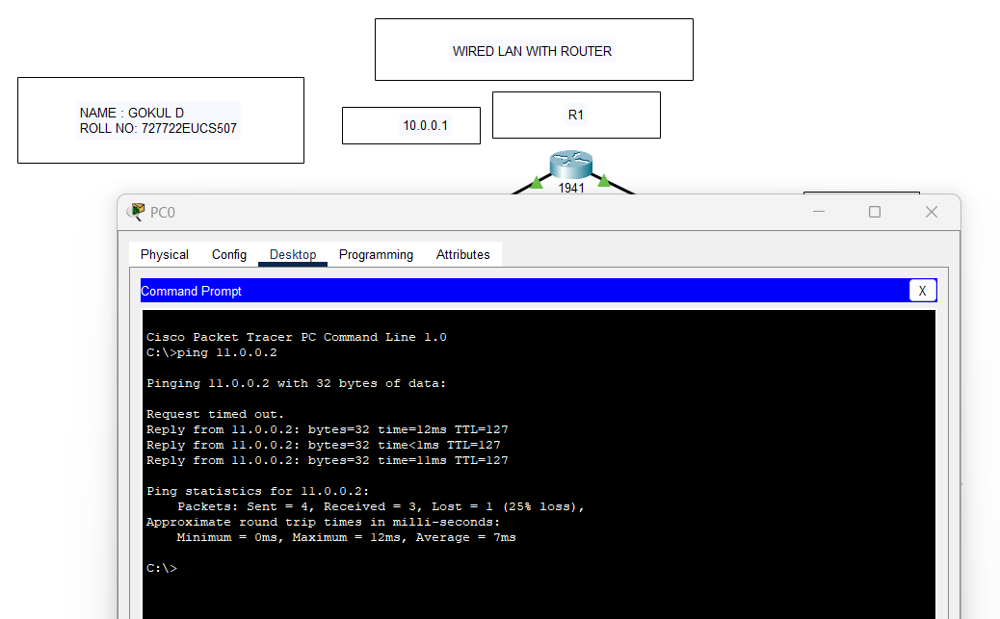 WIRED LAN WITH ROUTER
NAME : GOKUL D
ROLL NO: 727722EUCS507
10.0.0.1
R1
1941
PC0
Physical
Config
Desktop
Programming
Attributes
Command Prompt
X
Cisco Packet Tracer PC Command Line 1.0
C:\>ping 11.0.0.2
Pinging 11.0.0.2 with 32 bytes of data:
Request timed out.
Reply from 11.0.0.2: bytes=32 time=12ms TTL=127
Reply from 11.0.0.2: bytes=32 time<1ms TTL=127
Reply from 11.0.0.2: bytes=32 time=11ms TTL=127
Ping statistics for 11.0.0.2:
Packets: Sent = 4, Received = 3, Lost = 1 (25% loss),
Approximate round trip times in milli-seconds:
Minimum = 0ms, Maximum = 12ms, Average = 7ms
C:\>